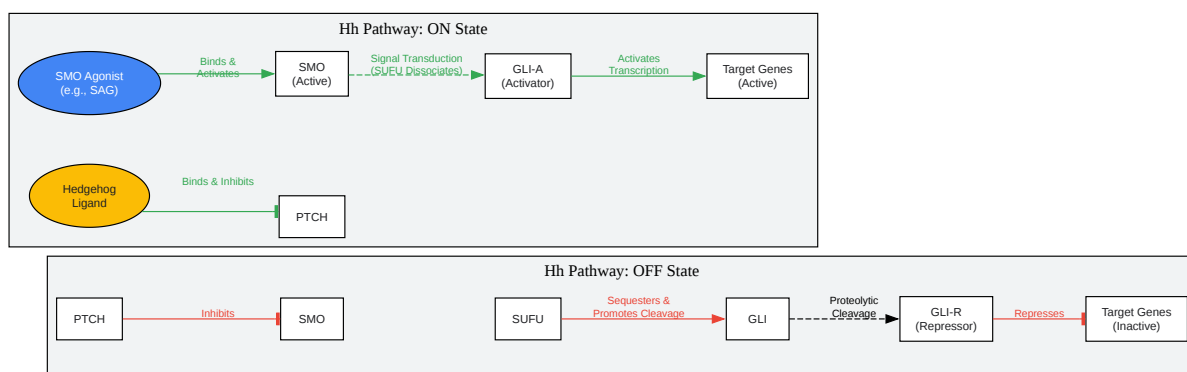 Hh Pathway: ON State
SMO Agonist
(e.g., SAG)
Binds &
Activates
SMO
(Active)
Signal Transduction
(SUFU Dissociates)
GLI-A
(Activator)
Activates
Transcription
Target Genes
(Active)
Hedgehog
Ligand
Binds & Inhibits
PTCH
Hh Pathway: OFF State
PTCH
Inhibits
SMO
SUFU
Sequesters &
Promotes Cleavage
GLI
Proteolytic
Cleavage
GLI-R
(Repressor)
Represses
Target Genes
(Inactive)